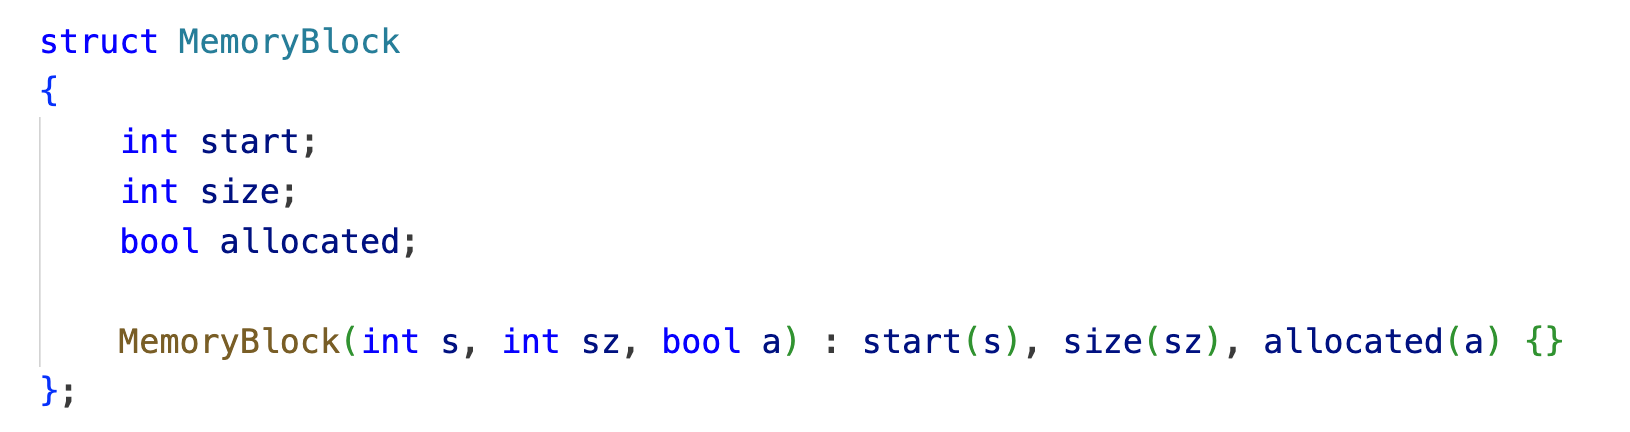 struct MemoryBlock
{
    int start;
    int size;
    bool allocated;

    MemoryBlock(int s, int sz, bool a) : start(s), size(sz), allocated(a) {}
};